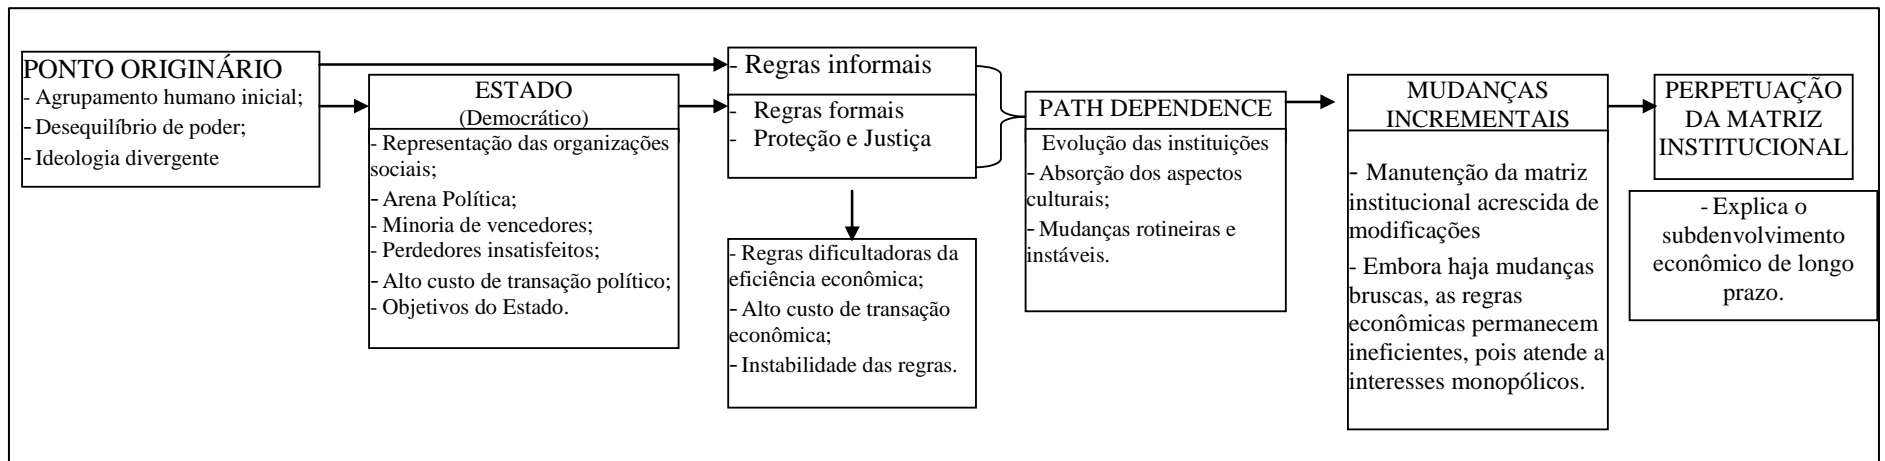 PONTO ORIGINÁRIO
- Agrupamento humano inicial;
- Desequilíbrio de poder;
- Ideologia divergente
ESTADO
(Democrático)
- Representação das organizações
sociais;
- Arena Política;
- Minoria de vencedores;
- Perdedores insatisfeitos;
- Alto custo de transação político;
- Objetivos do Estado.
- Regras informais
- Regras formais
- Proteção e Justiça
- Regras dificultadoras da
eficiência econômica;
- Alto custo de transação
econômica;
- Instabilidade das regras.
PATH DEPENDENCE
Evolução das instituições
- Absorção dos aspectos
culturais;
- Mudanças rotineiras e
instáveis.
MUDANÇAS
INCREMENTAIS
- Manutenção da matriz
institucional acrescida de
modificações
- Embora haja mudanças
bruscas, as regras
econômicas permanecem
ineficientes, pois atende a
interesses monopólicos.
PERPETUAÇÃO
DA MATRIZ
INSTITUCIONAL
- Explica o
subdenvolvimento
econômico de longo
prazo.